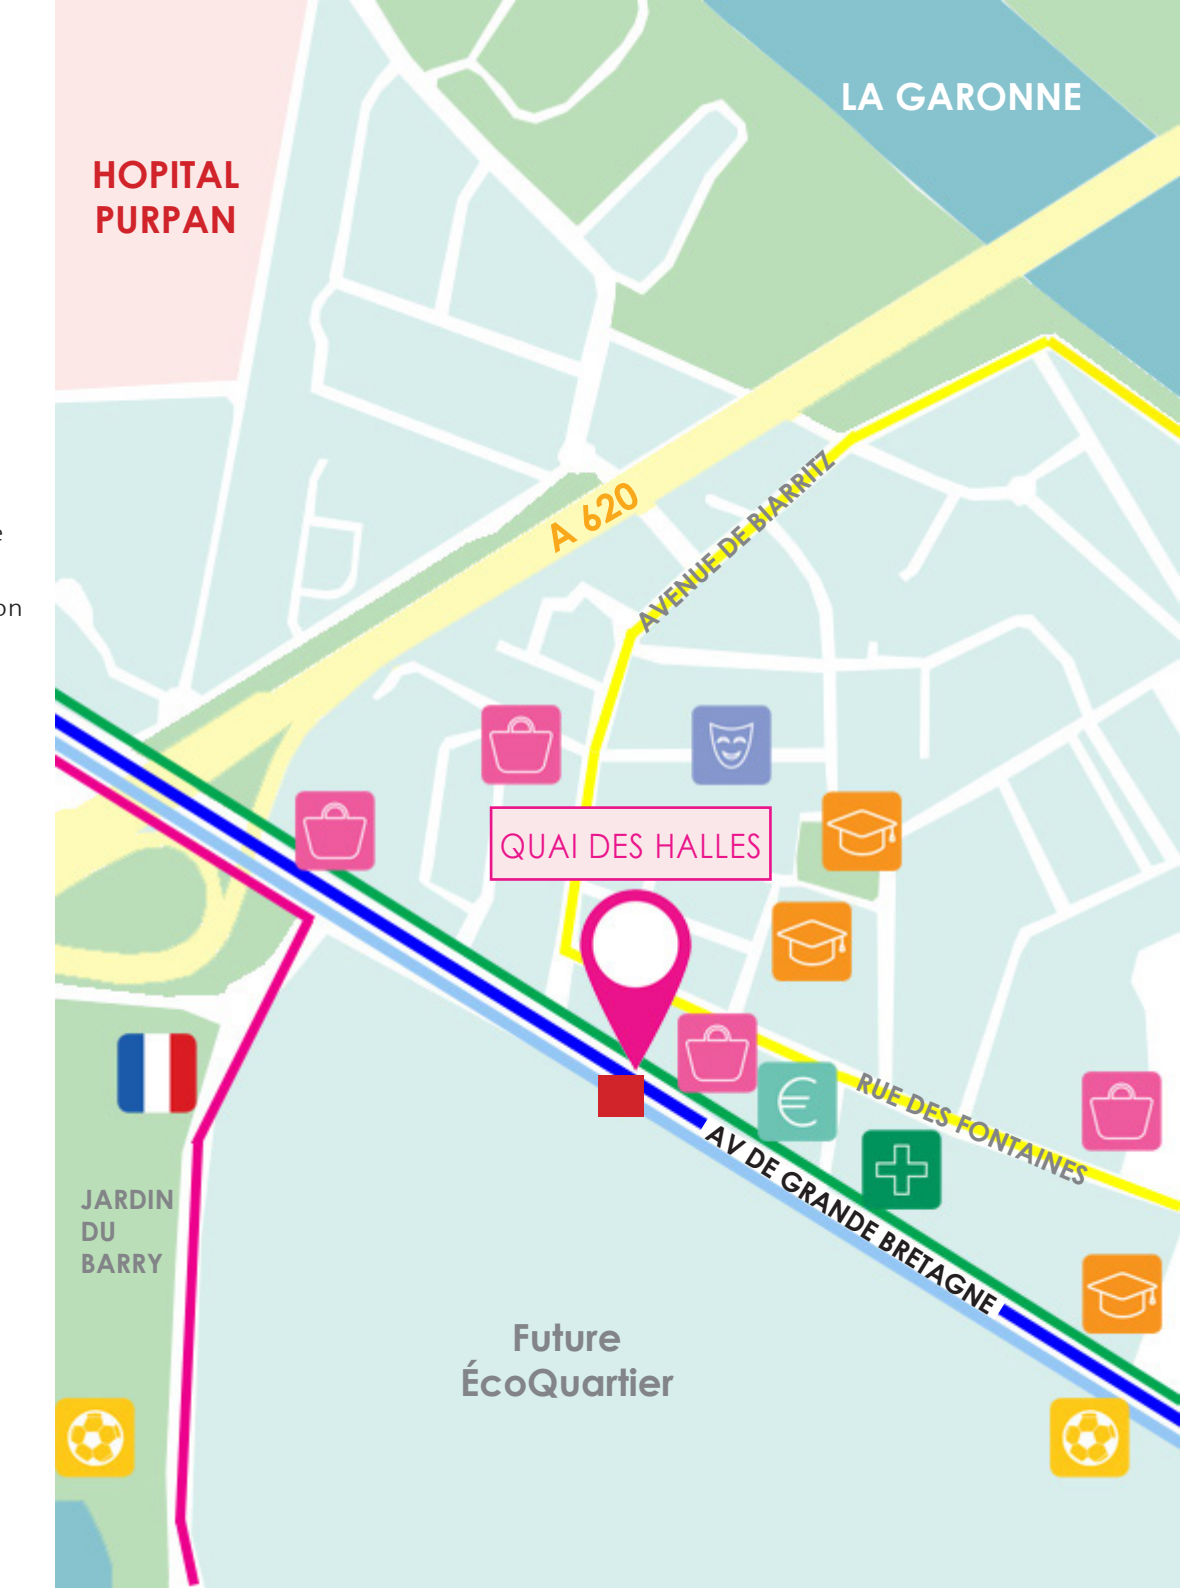 LA GARONNE
HOPITAL
PURPAN
A 620
AVENUE DE BIARRITZ
on
QUAI DES HALLES
RUE DES FONTAINES
AV DE GRANDE BRETAGNE
JARDIN
DU
BARRY
Future
ÉcoQuartier